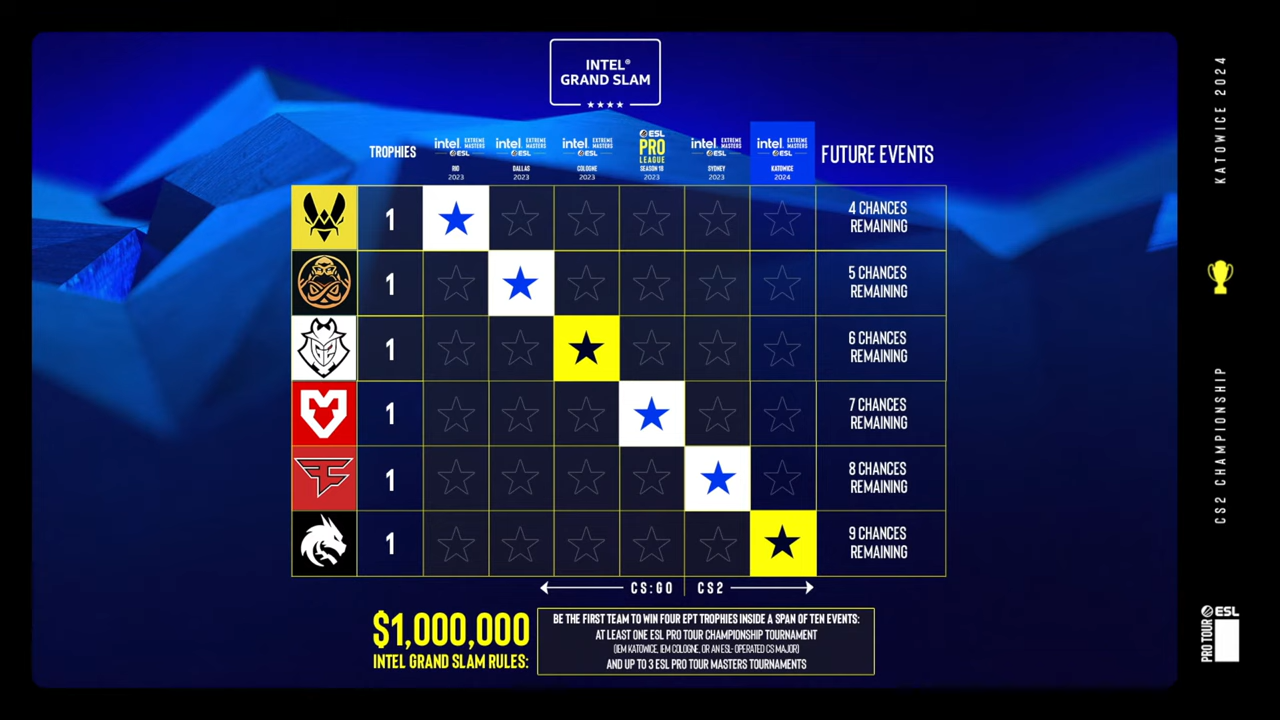 INTEL®
GRAND SLAM
TROPHIES
intel. EXTREME MASTERS
ESL
RIO
2023
intel. EXTREME MASTERS
ESL
DALLAS
2023
intel. EXTREME MASTERS
ESL
COLOGNE
2023
ESL
PRO
LEAGUE
SEASON 18
2023
intel. EXTREME MASTERS
ESL
SYDNEY
2023
intel. EXTREME MASTERS
ESL
KATOWICE
2024
FUTURE EVENTS
1
4 CHANCES
REMAINING
1
5 CHANCES
REMAINING
1
6 CHANCES
REMAINING
1
7 CHANCES
REMAINING
1
8 CHANCES
REMAINING
1
9 CHANCES
REMAINING
CS:GO
CS2
$1,000,000
INTEL GRAND SLAM RULES:
BE THE FIRST TEAM TO WIN FOUR EPT TROPHIES INSIDE A SPAN OF TEN EVENTS:
AT LEAST ONE ESL PRO TOUR CHAMPIONSHIP TOURNAMENT
(IEM KATOWICE, IEM COLOGNE, OR AN ESL- OPERATED CS MAJOR)
AND UP TO 3 ESL PRO TOUR MASTERS TOURNAMENTS
KATOWICE 2024
CS2 CHAMPIONSHIP
ESL
PRO TOUR